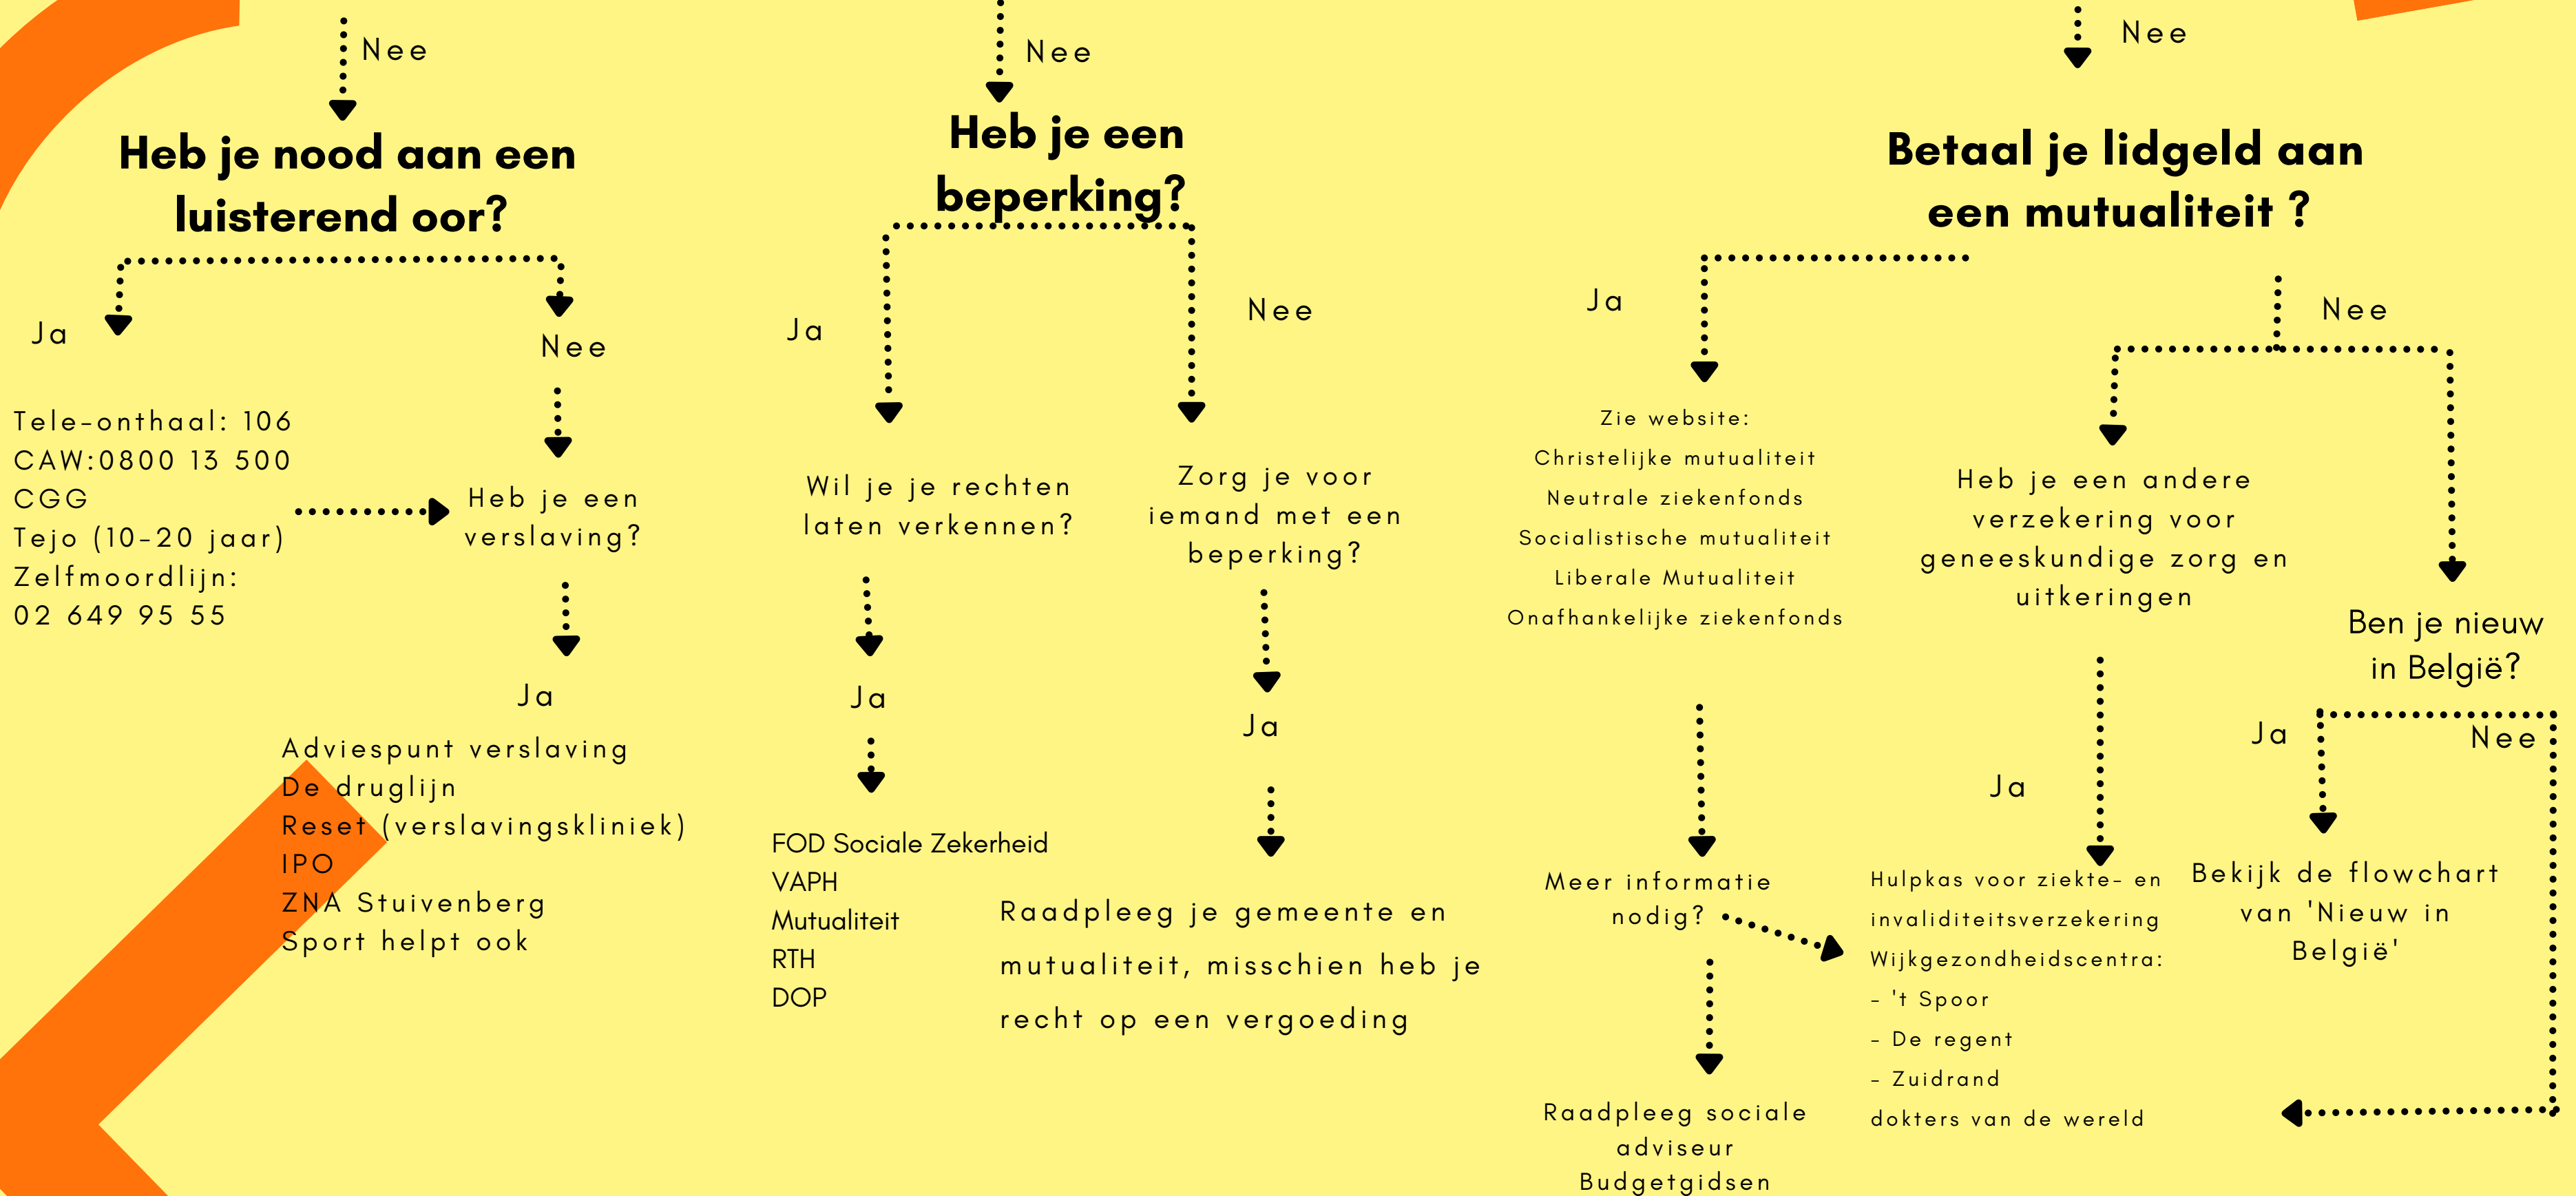 Nee
Heb je nood aan een
luisterend oor?
Ja
Nee
Tele-onthaal: 106
CAW:0800 13 500
CGG
Tejo (10-20 jaar)
Zelfmoordlijn:
02 649 95 55
Heb je een
verslaving?
Ja
Adviespunt verslaving
De druglijn
Reset (verslavingskliniek)
IPO
ZNA Stuivenberg
Sport helpt ook
Nee
Heb je een
beperking?
Ja
Nee
Wil je je rechten
laten verkennen?
Ja
FOD Sociale Zekerheid
VAPH
Mutualiteit
RTH
DOP
Zorg je voor
iemand met een
beperking?
Ja
Raadpleeg je gemeente en
mutualiteit, misschien heb je
recht op een vergoeding
Nee
Betaal je lidgeld aan
een mutualiteit ?
Ja
Nee
Zie website:
Christelijke mutualiteit
Neutrale ziekenfonds
Socialistische mutualiteit
Liberale Mutualiteit
Onafhankelijke ziekenfonds
Meer informatie
nodig?
Raadpleeg sociale
adviseur
Budgetgidsen
Heb je een andere
verzekering voor
geneeskundige zorg en
uitkeringen
Ja
Hulpkas voor ziekte- en
invaliditeitsverzekering
Wijkgezondheidscentra:
- 't Spoor
- De regent
- Zuidrand
dokters van de wereld
Ben je nieuw
in België?
Ja
Nee
Bekijk de flowchart
van 'Nieuw in
België'